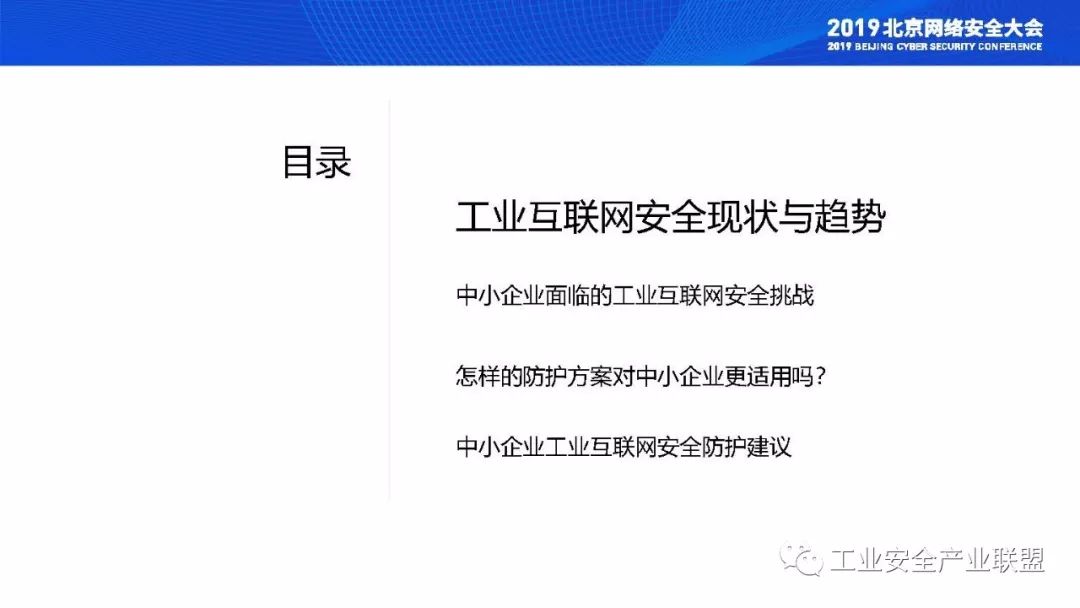 2019北京网络安全大会
2019 BEIJING CYBER SECURITY CONFERENCE
目录
工业互联网安全现状与趋势
中小企业面临的工业互联网安全挑战
怎样的防护方案对中小企业更适用吗？
中小企业工业互联网安全防护建议
工业安全产业联盟